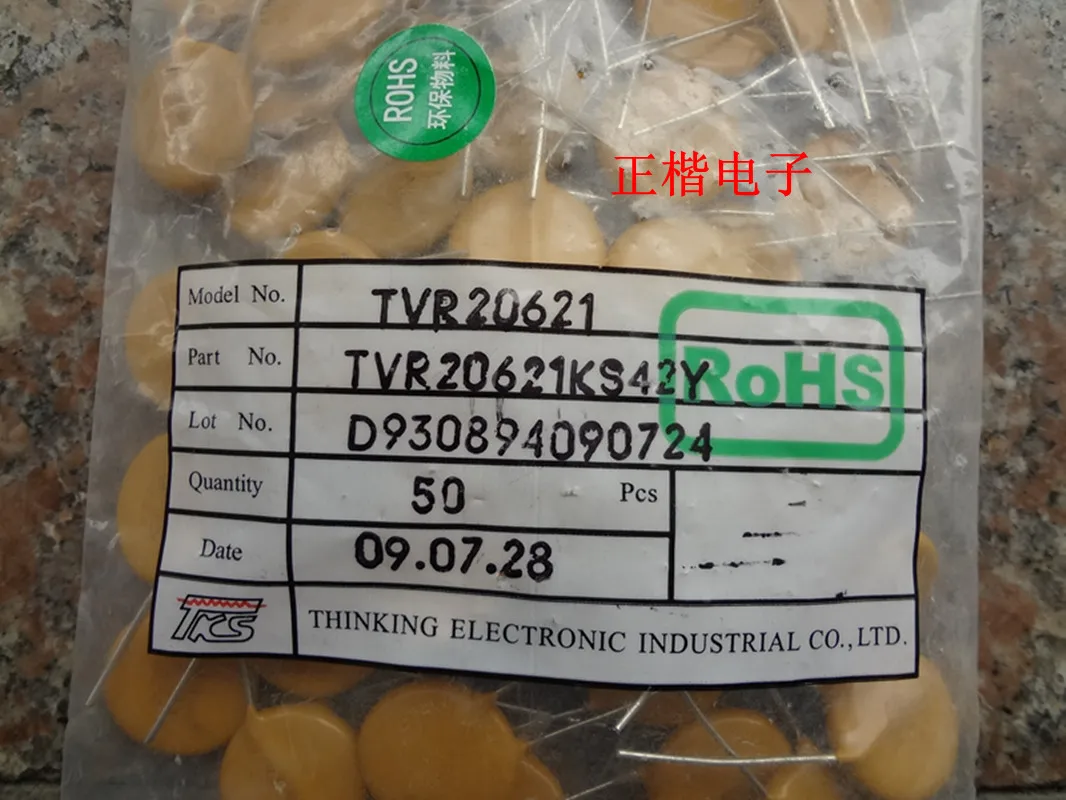 ROHS
环保物料
正楷电子
Model No. TVR20621
Part No. TVR20621KS42Y
RoHS
Lot No. D930894090724
Quantity 50 Pcs
Date 09.07.28
TKS THINKING ELECTRONIC INDUSTRIAL CO.,LTD.